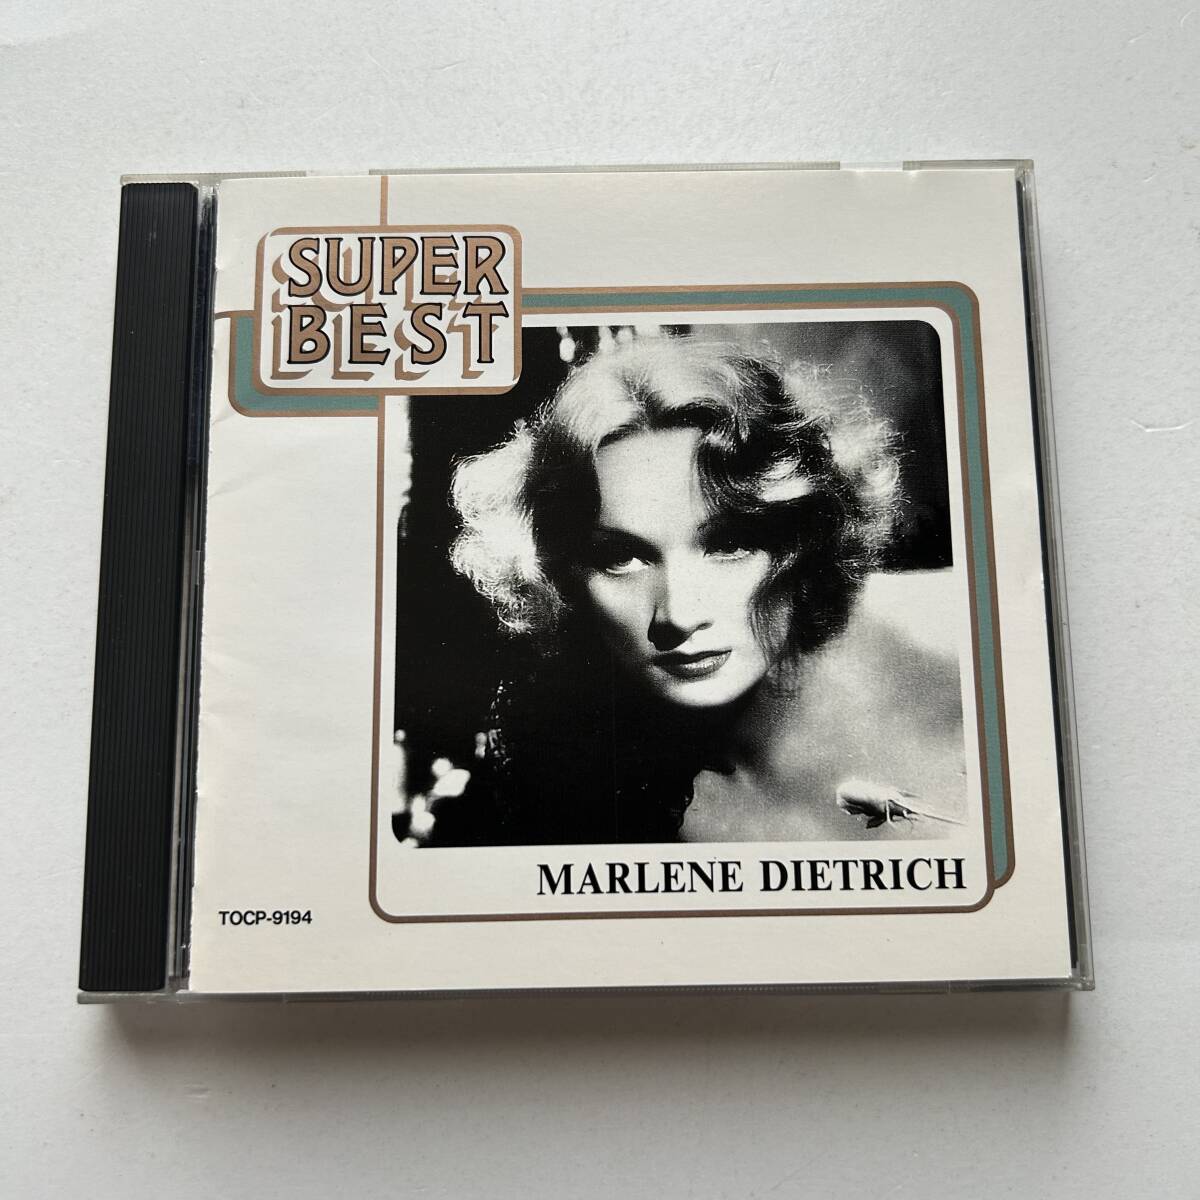 SUPER
BEST
MARLENE DIETRICH
TOCP-9194